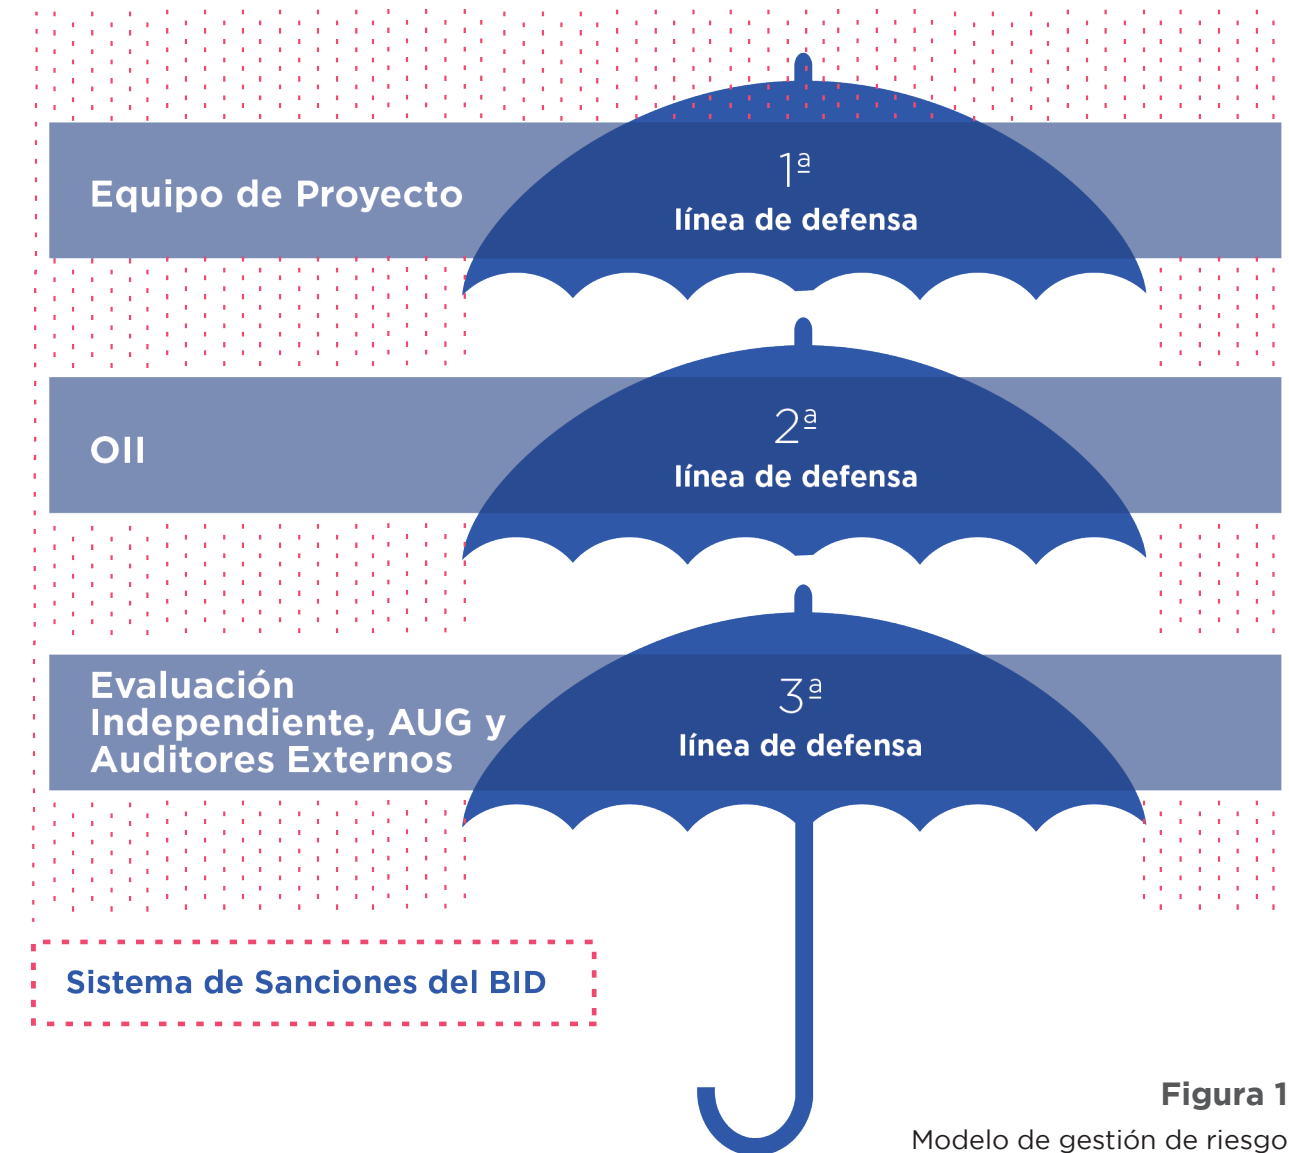 Equipo de Proyecto
1ª
línea de defensa
OII
2ª
línea de defensa
Evaluación
Independiente, AUG y
Auditores Externos
3ª
línea de defensa
Sistema de Sanciones del BID
Figura 1
Modelo de gestión de riesgo